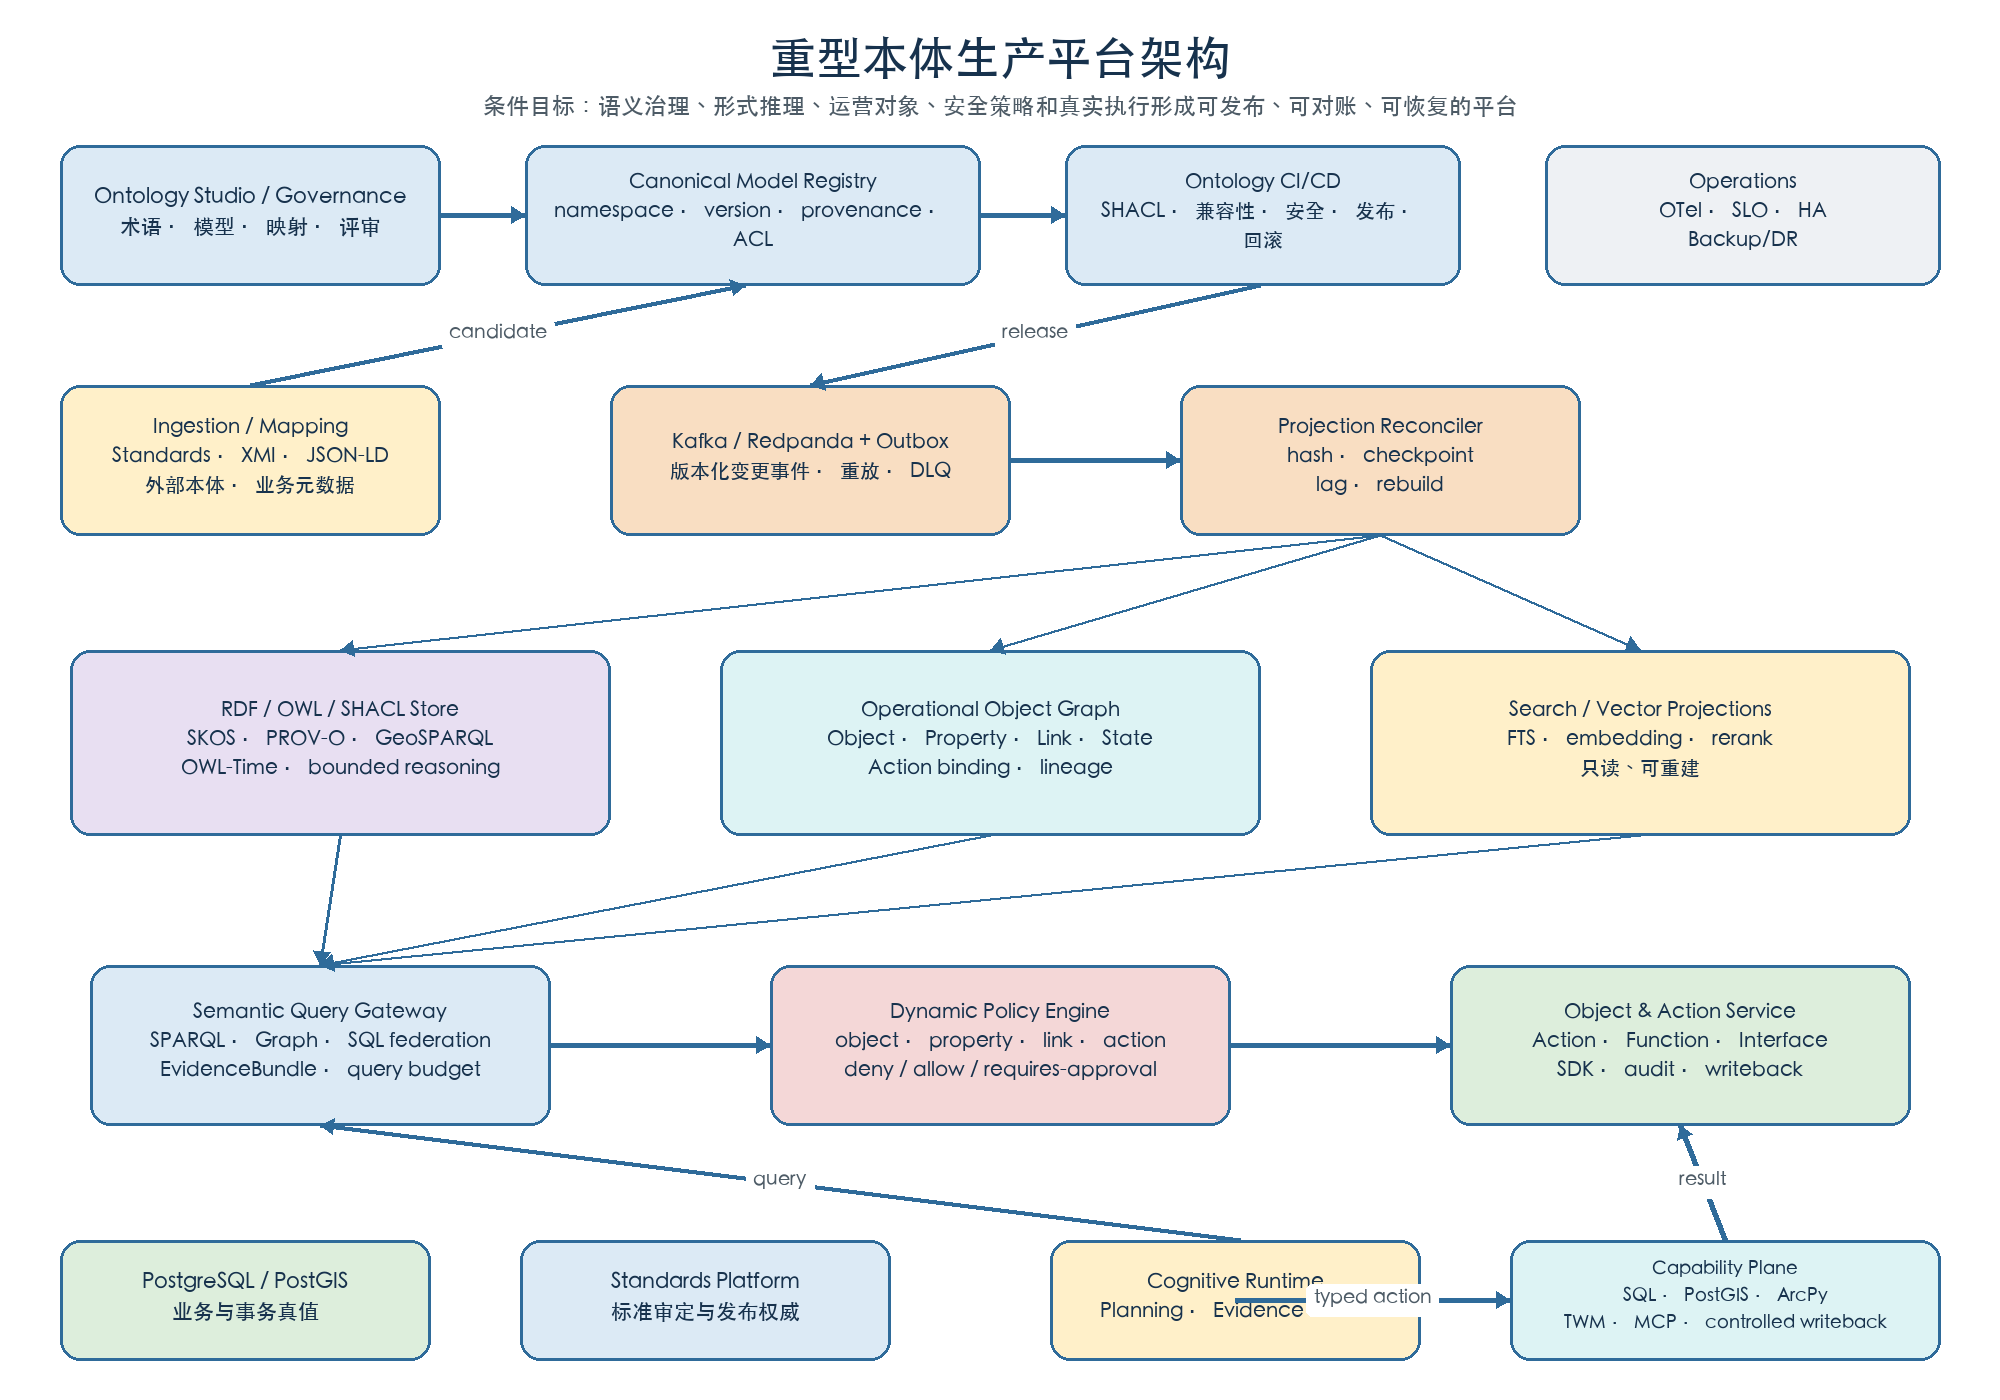 重型本体生产平台架构
条件目标：语义治理、形式推理、运营对象、安全策略和真实执行形成可发布、可对账、可恢复的平台
Ontology Studio / Governance
术语 · 模型 · 映射 · 评审
Canonical Model Registry
namespace · version · provenance ·
ACL
Ontology CI/CD
SHACL · 兼容性 · 安全 · 发布 ·
回滚
Operations
OTel · SLO · HA
Backup/DR
candidate
release
Ingestion / Mapping
Standards · XMI · JSON-LD
外部本体 · 业务元数据
Kafka / Redpanda + Outbox
版本化变更事件 · 重放 · DLQ
Projection Reconciler
hash · checkpoint
lag · rebuild
RDF / OWL / SHACL Store
SKOS · PROV-O · GeoSPARQL
OWL-Time · bounded reasoning
Operational Object Graph
Object · Property · Link · State
Action binding · lineage
Search / Vector Projections
FTS · embedding · rerank
只读、可重建
Semantic Query Gateway
SPARQL · Graph · SQL federation
EvidenceBundle · query budget
Dynamic Policy Engine
object · property · link · action
deny / allow / requires-approval
Object & Action Service
Action · Function · Interface
SDK · audit · writeback
query
result
PostgreSQL / PostGIS
业务与事务真值
Standards Platform
标准审定与发布权威
Cognitive Runtime
Planning · Evidence
typed action
Capability Plane
SQL · PostGIS · ArcPy
TWM · MCP · controlled writeback